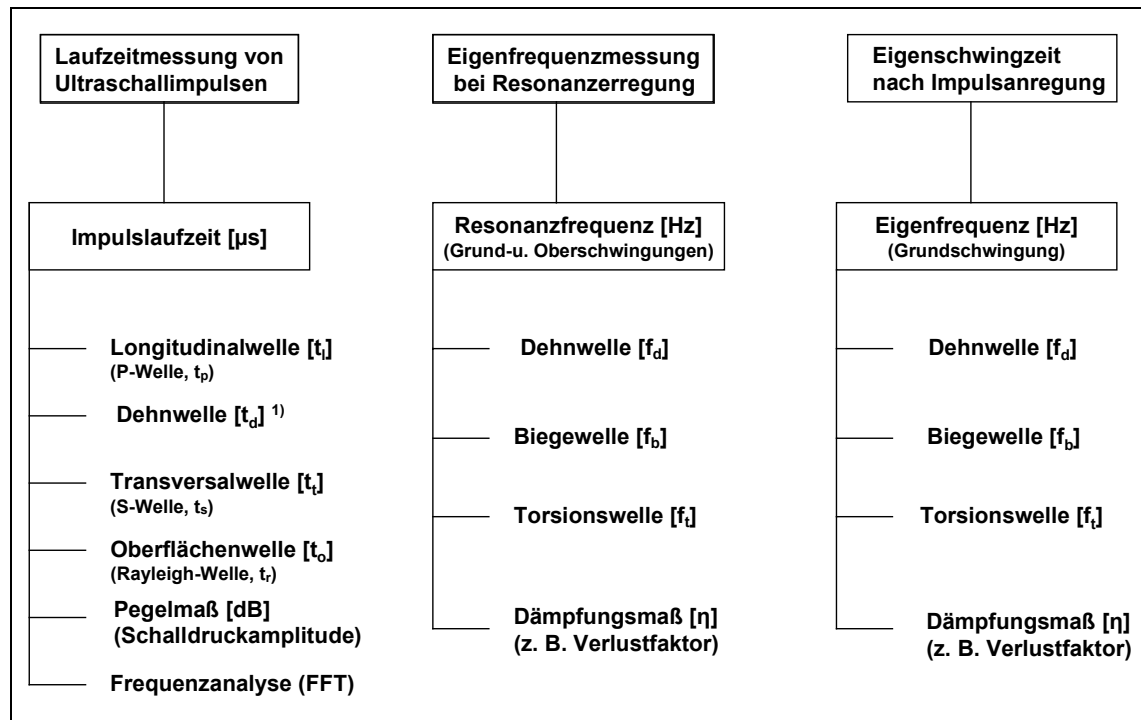 Laufzeitmessung von
Ultraschallimpulsen
Impulslaufzeit [µs]
Longitudinalwelle [tl]
(P-Welle, tp)
Dehnwelle [td] 1)
Transversalwelle [tt]
(S-Welle, ts)
Oberflächenwelle [to]
(Rayleigh-Welle, tr)
Pegelmaß [dB]
(Schalldruckamplitude)
Frequenzanalyse (FFT)
Eigenfrequenzmessung
bei Resonanzerregung
Resonanzfrequenz [Hz]
(Grund-u. Oberschwingungen)
Dehnwelle [fd]
Biegewelle [fb]
Torsionswelle [ft]
Dämpfungsmaß [η]
(z. B. Verlustfaktor)
Eigenschwingzeit
nach Impulsanregung
Eigenfrequenz [Hz]
(Grundschwingung)
Dehnwelle [fd]
Biegewelle [fb]
Torsionswelle [ft]
Dämpfungsmaß [η]
(z. B. Verlustfaktor)